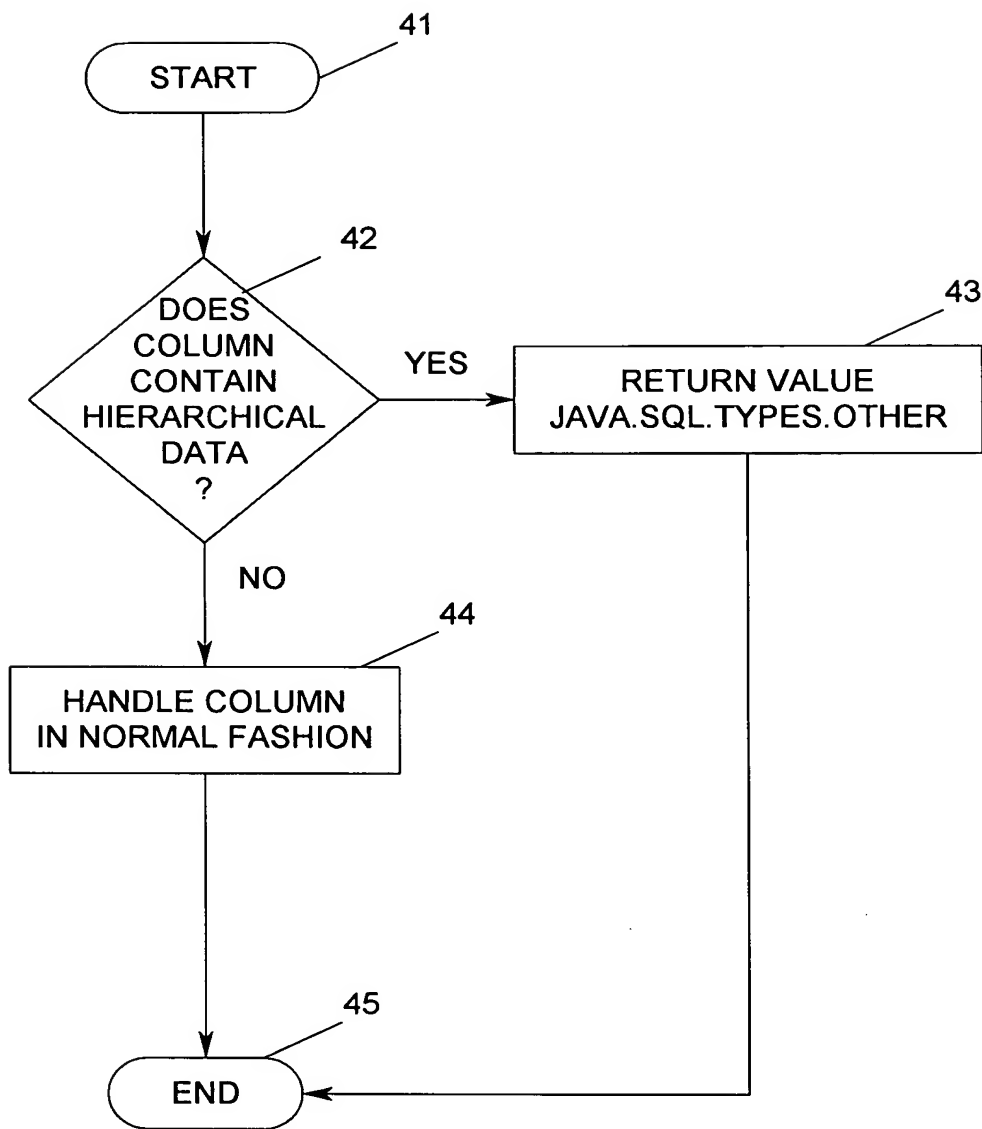 41
START
42
DOES
COLUMN
CONTAIN
HIERARCHICAL
DATA
?
YES
43
RETURN VALUE
JAVA.SQL.TYPES.OTHER
NO
44
HANDLE COLUMN
IN NORMAL FASHION
45
END